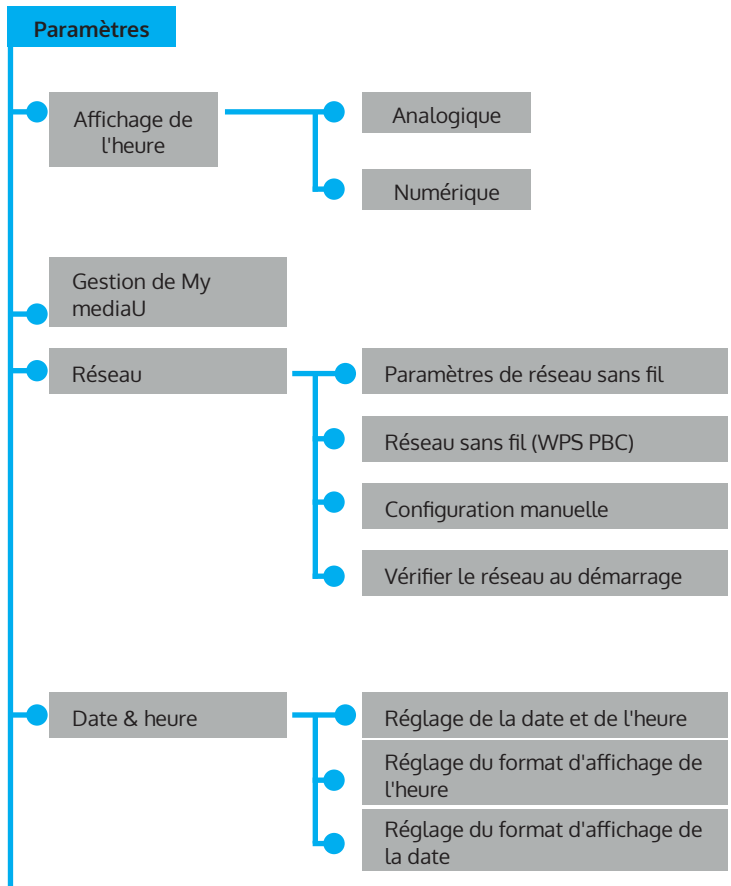 Paramètres
Affichage de
l'heure
Analogique
Numérique
Gestion de My
mediaU
Réseau
Paramètres de réseau sans fil
Réseau sans fil (WPS PBC)
Configuration manuelle
Vérifier le réseau au démarrage
Date & heure
Réglage de la date et de l'heure
Réglage du format d'affichage de
l'heure
Réglage du format d'affichage de
la date